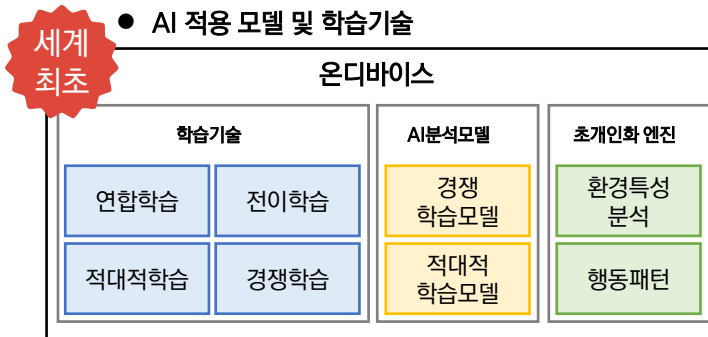 세계
최초
● AI 적용 모델 및 학습기술
온디바이스
학습기술
연합학습
전이학습
적대적학습
경쟁학습
AI분석모델
경쟁
학습모델
적대적
학습모델
초개인화 엔진
환경특성
분석
행동패턴